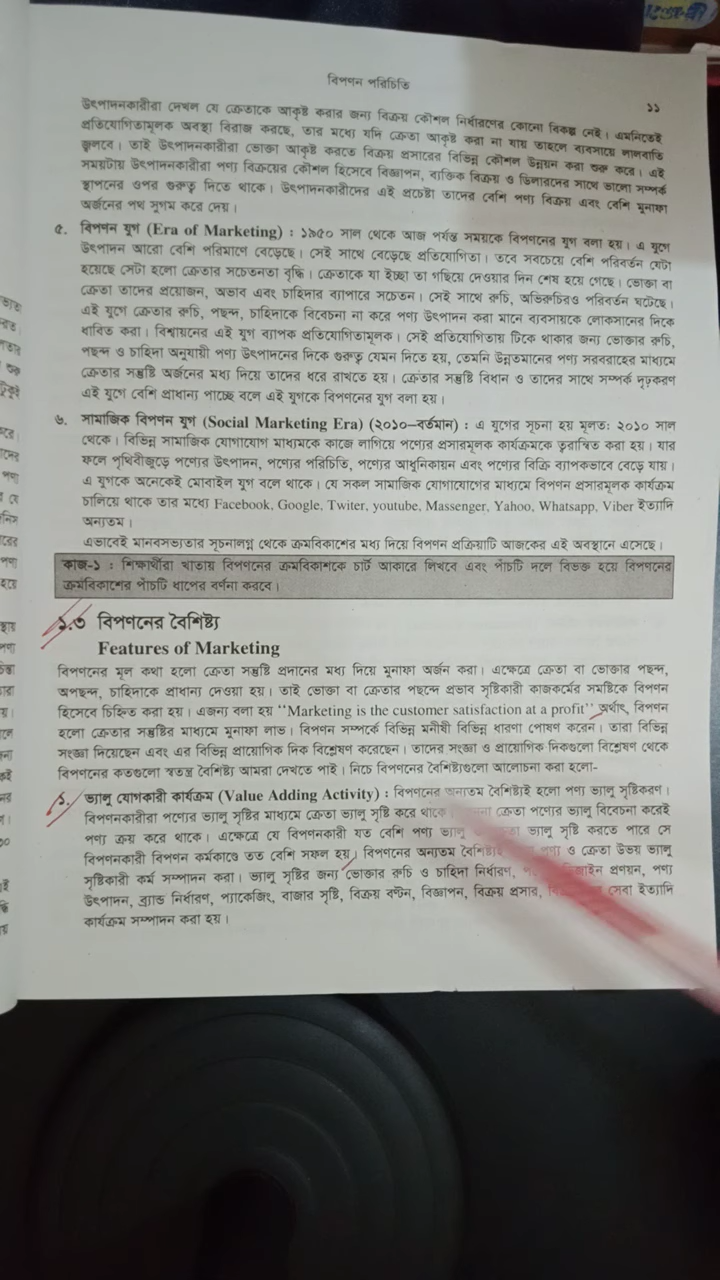 বিপণন পরিচিতি
১১
উৎপাদনকারীরা দেখল যে ক্রেতাকে আকৃষ্ট করার জন্য বিক্রয় কৌশল নির্ধারণের কোনো বিকল্প নেই। এমনিতেই
প্রতিযোগিতামূলক অবস্থা বিরাজ করছে, তার মধ্যে যদি ক্রেতা আকৃষ্ট করা না যায় তাহলে ব্যবসায়ে লালবাতি
জ্বলবে। তাই উৎপাদনকারীরা ভোক্তা আকৃষ্ট করতে বিক্রয় প্রসারের বিভিন্ন কৌশল উন্নয়ন করা শুরু করে। এই
সময়টায় উৎপাদনকারীরা পণ্য বিক্রয়ের কৌশল হিসেবে বিজ্ঞাপন, ব্যক্তিক বিক্রয় ও ডিলারদের সাথে ভালো সম্পর্ক
স্থাপনের ওপর গুরুত্ব দিতে থাকে। উৎপাদনকারীদের এই প্রচেষ্টা তাদের বেশি পণ্য বিক্রয় এবং বেশি মুনাফা
অর্জনের পথ সুগম করে দেয়।
৫. বিপণন যুগ (Era of Marketing) : ১৯৫০ সাল থেকে আজ পর্যন্ত সময়কে বিপণনের যুগ বলা হয়। এ যুগে
উৎপাদন আরো বেশি পরিমাণে বেড়েছে। সেই সাথে বেড়েছে প্রতিযোগিতা। তবে সবচেয়ে বেশি পরিবর্তন যেটা
হয়েছে সেটা হলো ক্রেতার সচেতনতা বৃদ্ধি। ক্রেতাকে যা ইচ্ছা তা গছিয়ে দেওয়ার দিন শেষ হয়ে গেছে। ভোক্তা বা
ক্রেতা তাদের প্রয়োজন, অভাব এবং চাহিদার ব্যাপারে সচেতন। সেই সাথে রুচি, অভিরুচিরও পরিবর্তন ঘটেছে।
এই যুগে ক্রেতার রুচি, পছন্দ, চাহিদাকে বিবেচনা না করে পণ্য উৎপাদন করা মানে ব্যবসায়কে লোকসানের দিকে
ধাবিত করা। বিশ্বায়নের এই যুগ ব্যাপক প্রতিযোগিতামূলক। সেই প্রতিযোগিতায় টিকে থাকার জন্য ভোক্তার রুচি,
পছন্দ ও চাহিদা অনুযায়ী পণ্য উৎপাদনের দিকে গুরুত্ব যেমন দিতে হয়, তেমনি উন্নতমানের পণ্য সরবরাহের মাধ্যমে
ক্রেতার সন্তুষ্টি অর্জনের মধ্য দিয়ে তাদের ধরে রাখতে হয়। ক্রেতার সন্তুষ্টি বিধান ও তাদের সাথে সম্পর্ক দৃঢ়করণ
এই যুগে বেশি প্রাধান্য পাচ্ছে বলে এই যুগকে বিপণনের যুগ বলা হয়।
৬. সামাজিক বিপণন যুগ (Social Marketing Era) (২০১০–বর্তমান) : এ যুগের সূচনা হয় মূলতঃ ২০১০ সাল
থেকে। বিভিন্ন সামাজিক যোগাযোগ মাধ্যমকে কাজে লাগিয়ে পণ্যের প্রসারমূলক কার্যক্রমকে ত্বরান্বিত করা হয়। যার
ফলে পৃথিবীজুড়ে পণ্যের উৎপাদন, পণ্যের পরিচিতি, পণ্যের আধুনিকায়ন এবং পণ্যের বিক্রি ব্যাপকভাবে বেড়ে যায়।
এ যুগকে অনেকেই মোবাইল যুগ বলে থাকে। যে সকল সামাজিক যোগাযোগের মাধ্যমে বিপণন প্রসারমূলক কার্যক্রম
চালিয়ে থাকে তার মধ্যে Facebook, Google, Twiter, youtube, Massenger, Yahoo, Whatsapp, Viber ইত্যাদি
অন্যতম।
এভাবেই মানবসভ্যতার সূচনালগ্ন থেকে ক্রমবিকাশের মধ্য দিয়ে বিপণন প্রক্রিয়াটি আজকের এই অবস্থানে এসেছে।
কাজ-১ : শিক্ষার্থীরা খাতায় বিপণনের ক্রমবিকাশকে চার্ট আকারে লিখবে এবং পাঁচটি দলে বিভক্ত হয়ে বিপণনের
ক্রমবিকাশের পাঁচটি ধাপের বর্ণনা করবে।
১.৩ বিপণনের বৈশিষ্ট্য
Features of Marketing
বিপণনের মূল কথা হলো ক্রেতা সন্তুষ্টি প্রদানের মধ্য দিয়ে মুনাফা অর্জন করা। এক্ষেত্রে ক্রেতা বা ভোক্তার পছন্দ,
অপছন্দ, চাহিদাকে প্রাধান্য দেওয়া হয়। তাই ভোক্তা বা ক্রেতার পছন্দে প্রভাব সৃষ্টিকারী কাজকর্মের সমষ্টিকে বিপণন
হিসেবে চিহ্নিত করা হয়। এজন্য বলা হয় “Marketing is the customer satisfaction at a profit” অর্থাৎ, বিপণন
হলো ক্রেতার সন্তুষ্টির মাধ্যমে মুনাফা লাভ। বিপণন সম্পর্কে বিভিন্ন মনীষী বিভিন্ন ধারণা পোষণ করেন। তারা বিভিন্ন
সংজ্ঞা দিয়েছেন এবং এর বিভিন্ন প্রায়োগিক দিক বিশ্লেষণ করেছেন। তাদের সংজ্ঞা ও প্রায়োগিক দিকগুলো বিশ্লেষণ থেকে
বিপণনের কতগুলো স্বতন্ত্র বৈশিষ্ট্য আমরা দেখতে পাই। নিচে বিপণনের বৈশিষ্ট্যগুলো আলোচনা করা হলো-
১. ভ্যালু যোগকারী কার্যক্রম (Value Adding Activity) : বিপণনের অন্যতম বৈশিষ্ট্যই হলো পণ্য ভ্যালু সৃষ্টিকরণ।
বিপণনকারীরা পণ্যের ভ্যালু সৃষ্টির মাধ্যমে ক্রেতা ভ্যালু সৃষ্টি করে থাকে। ক্রেতা পণ্যের ভ্যালু বিবেচনা করেই
পণ্য ক্রয় করে থাকে। এক্ষেত্রে যে বিপণনকারী যত বেশি পণ্য ভ্যালু ভ্যালু সৃষ্টি করতে পারে সে
বিপণনকারী বিপণন কর্মকাণ্ডে তত বেশি সফল হয়। বিপণনের অন্যতম বৈশিষ্ট্যই পণ্য ও ক্রেতা উভয় ভ্যালু
সৃষ্টিকারী কর্ম সম্পাদন করা। ভ্যালু সৃষ্টির জন্য ভোক্তার রুচি ও চাহিদা নির্ধারণ, প্রণয়ন, পণ্য
উৎপাদন, ব্র্যান্ড নির্ধারণ, প্যাকেজিং, বাজার সৃষ্টি, বিক্রয় বণ্টন, বিজ্ঞাপন, বিক্রয় প্রসার, সেবা ইত্যাদি
কার্যক্রম সম্পাদন করা হয়।